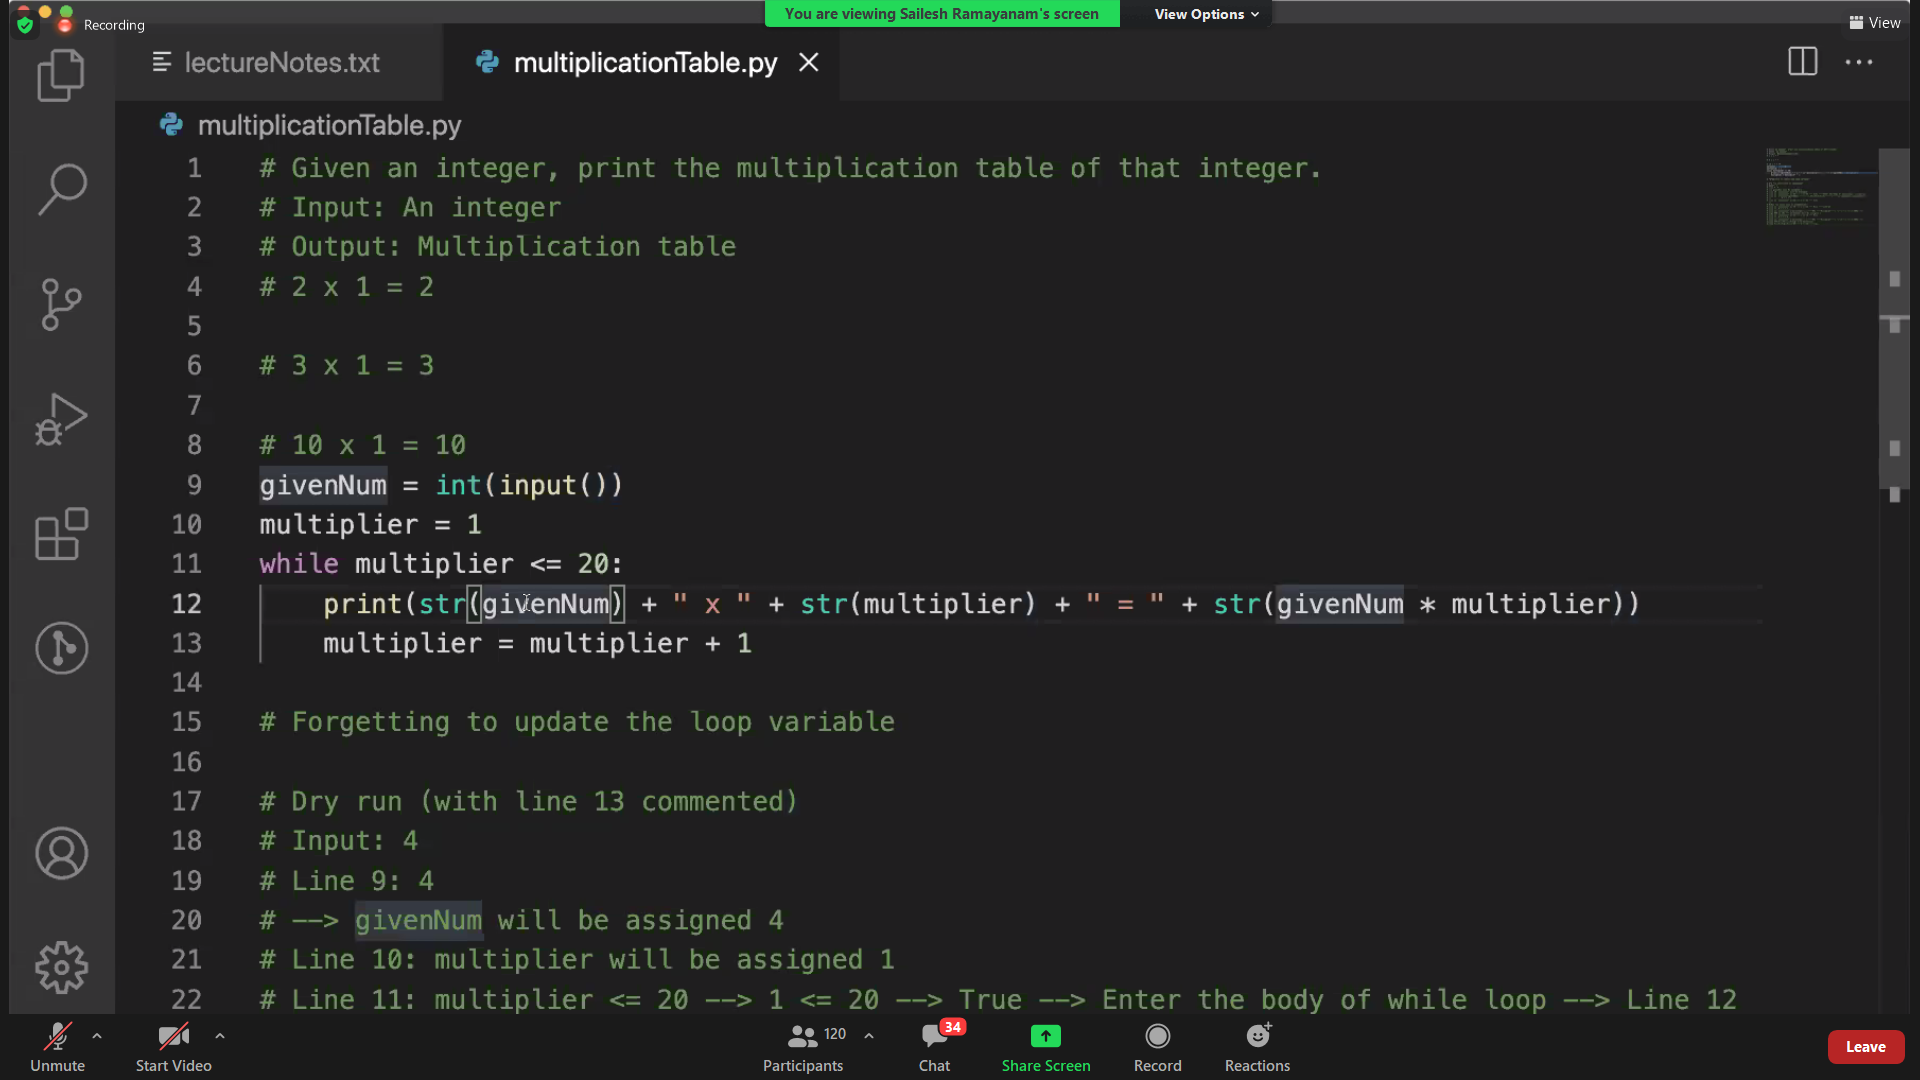 Recording
You are viewing Sailesh Ramayanam's screen
View Options
View
lectureNotes.txt
multiplicationTable.py
multiplicationTable.py
1 # Given an integer, print the multiplication table of that integer.
2 # Input: An integer
3 # Output: Multiplication table
4 # 2 x 1 = 2
5
6 # 3 x 1 = 3
7
8 # 10 x 1 = 10
9 givenNum = int(input())
10 multiplier = 1
11 while multiplier <= 20:
12 print(str(givenNum) + " x " + str(multiplier) + " = " + str(givenNum * multiplier))
13 multiplier = multiplier + 1
14
15 # Forgetting to update the loop variable
16
17 # Dry run (with line 13 commented)
18 # Input: 4
19 # Line 9: 4
20 # --> givenNum will be assigned 4
21 # Line 10: multiplier will be assigned 1
22 # Line 11: multiplier <= 20 --> 1 <= 20 --> True --> Enter the body of while loop --> Line 12
Unmute
Start Video
120
Participants
34
Chat
Share Screen
Record
Reactions
Leave